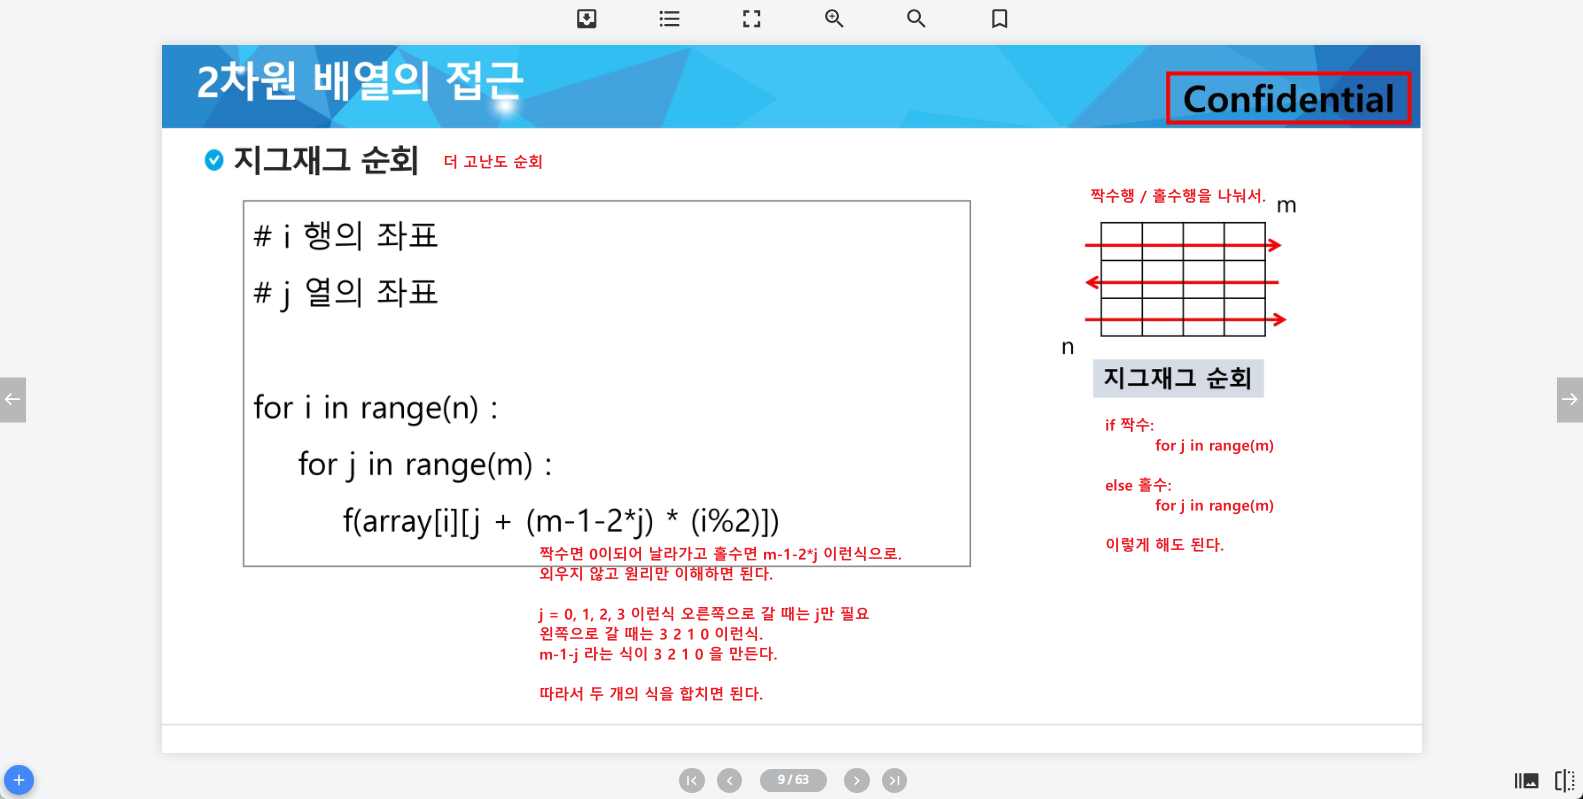 2차원 배열의 접근
Confidential
지그재그 순회
더 고난도 순회
# i 행의 좌표
# j 열의 좌표
for i in range(n) :
for j in range(m) :
f(array[i][j + (m-1-2*j) * (i%2)])
짝수면 0이되어 날라가고 홀수면 m-1-2*j 이런식으로.
외우지 않고 원리만 이해하면 된다.
j = 0, 1, 2, 3 이런식 오른쪽으로 갈 때는 j만 필요
왼쪽으로 갈 때는 3 2 1 0 이런식.
m-1-j 라는 식이 3 2 1 0 을 만든다.
따라서 두 개의 식을 합치면 된다.
짝수행 / 홀수행을 나눠서.
m
n
지그재그 순회
if 짝수:
for j in range(m)
else 홀수:
for j in range(m)
이렇게 해도 된다.
9 / 63